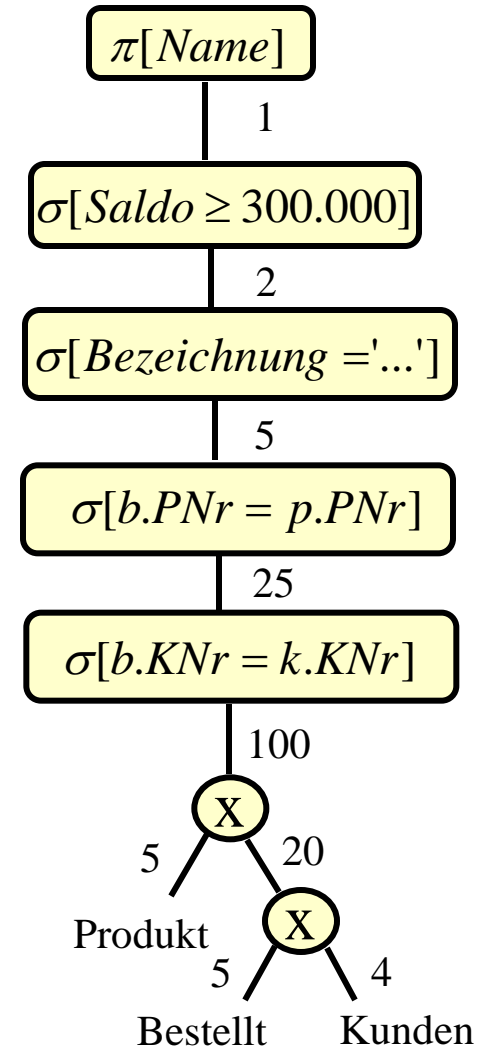 π[Name]
1
σ[Saldo ≥ 300.000]
2
σ[Bezeichnung ='...']
5
σ[b.PNr = p.PNr]
25
σ[b.KNr = k.KNr]
100
X
5
20
Produkt
X
5
4
Bestellt
Kunden